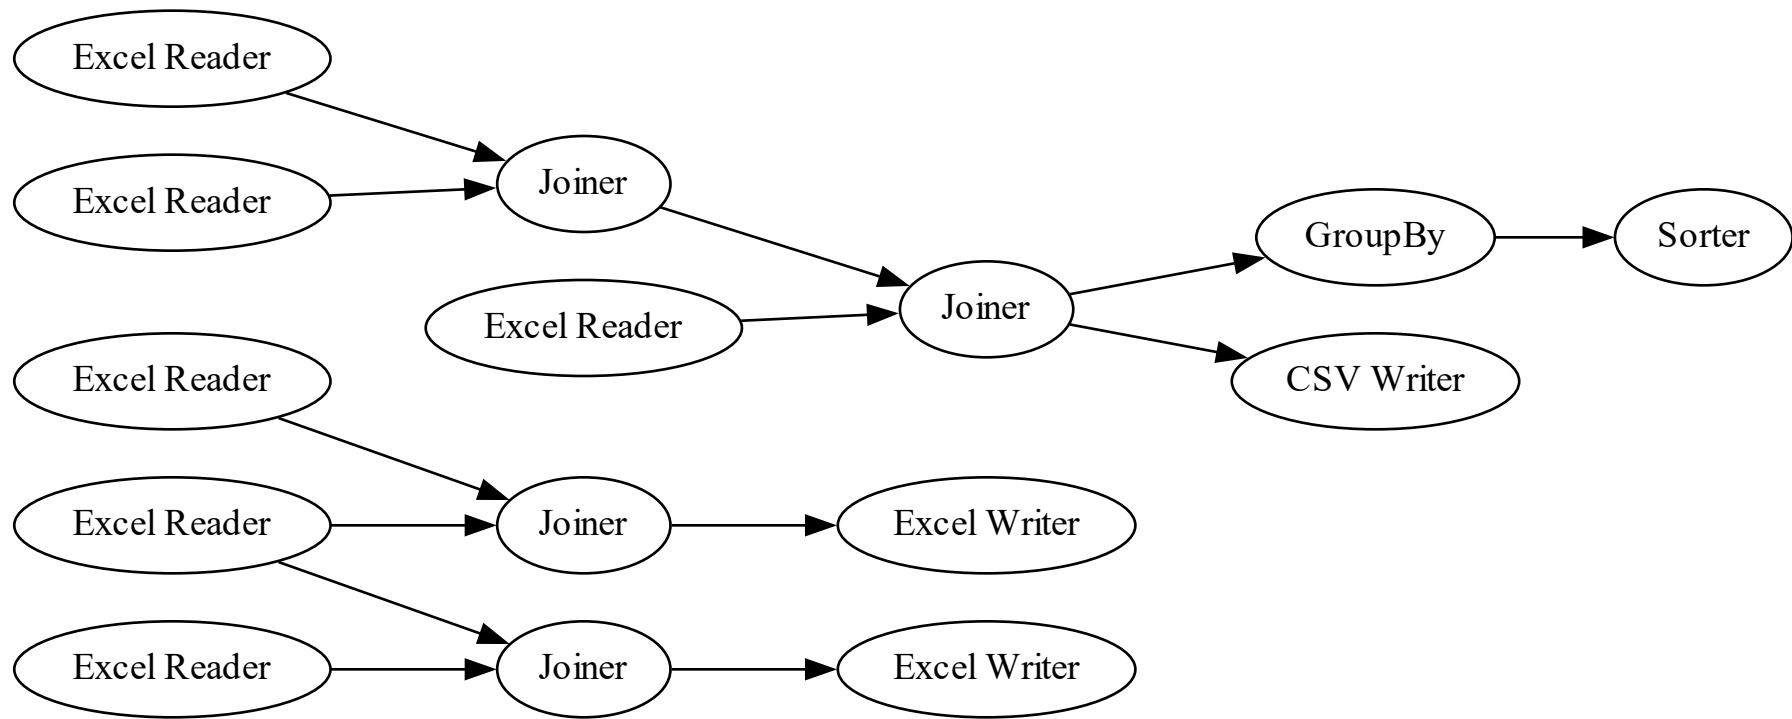 Excel Reader
Excel Reader
Joiner
Excel Reader
Joiner
GroupBy
Sorter
CSV Writer
Excel Reader
Excel Reader
Joiner
Excel Writer
Excel Reader
Joiner
Excel Writer